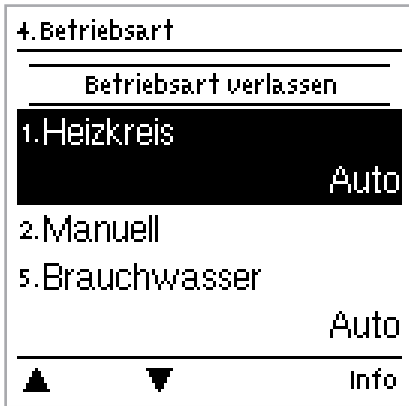 4. Betriebsart
Betriebsart verlassen
1. Heizkreis
Auto
2. Manuell
5. Brauchwasser
Auto
Info